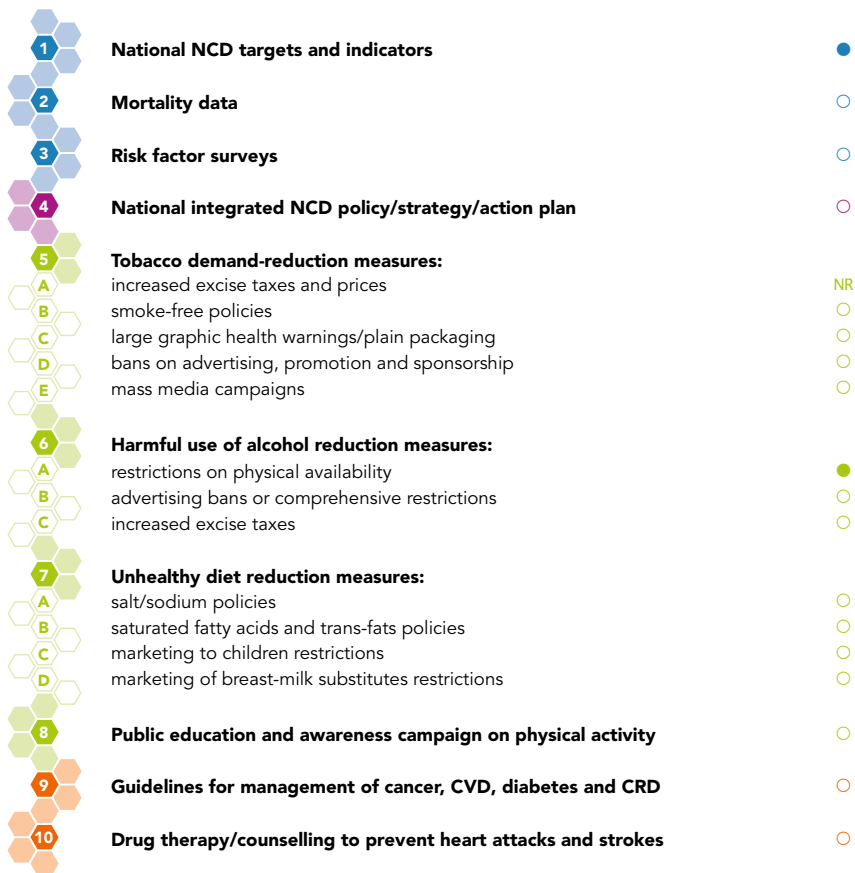 1 National NCD targets and indicators ●
2 Mortality data ○
3 Risk factor surveys ○
4 National integrated NCD policy/strategy/action plan ○
5 Tobacco demand-reduction measures:
A increased excise taxes and prices NR
B smoke-free policies ○
C large graphic health warnings/plain packaging ○
D bans on advertising, promotion and sponsorship ○
E mass media campaigns ○
6 Harmful use of alcohol reduction measures:
A restrictions on physical availability ●
B advertising bans or comprehensive restrictions ○
C increased excise taxes ○
7 Unhealthy diet reduction measures:
A salt/sodium policies ○
B saturated fatty acids and trans-fats policies ○
C marketing to children restrictions ○
D marketing of breast-milk substitutes restrictions ○
8 Public education and awareness campaign on physical activity ○
9 Guidelines for management of cancer, CVD, diabetes and CRD ○
10 Drug therapy/counselling to prevent heart attacks and strokes ○